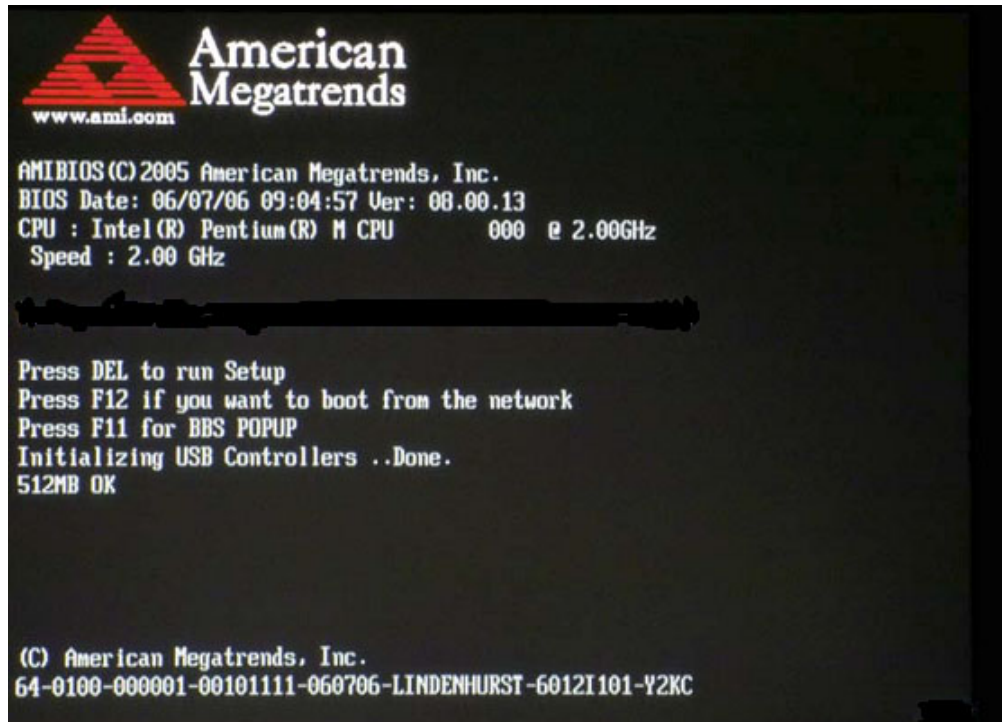 American
Megatrends
www.ami.com
AMIBIOS(C)2005 American Megatrends, Inc.
BIOS Date: 06/07/06 09:04:57 Ver: 08.00.13
CPU : Intel(R) Pentium(R) M CPU 000 @ 2.00GHz
Speed : 2.00 GHz
Press DEL to run Setup
Press F12 if you want to boot from the network
Press F11 for BBS POPUP
Initializing USB Controllers ..Done.
512MB OK
(C) American Megatrends, Inc.
64-0100-000001-00101111-060706-LINDENHURST-6012I101-Y2KC